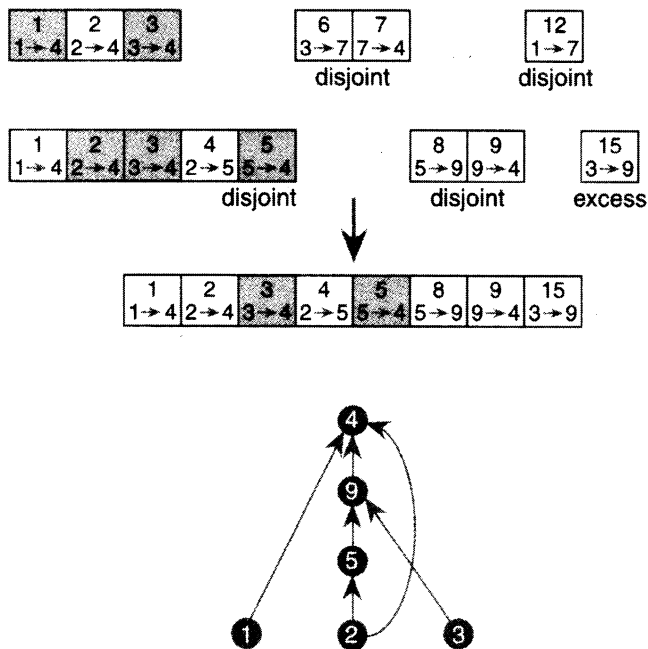 1 2 3 6 7 12
1→4 2→4 3→4 3→7 7→4 1→7
disjoint disjoint
1 2 3 4 5 8 9 15
1→4 2→4 3→4 2→5 5→4 5→9 9→4 3→9
disjoint disjoint excess
1 2 3 4 5 8 9 15
1→4 2→4 3→4 2→5 5→4 5→9 9→4 3→9
4
9
5
1 2 3